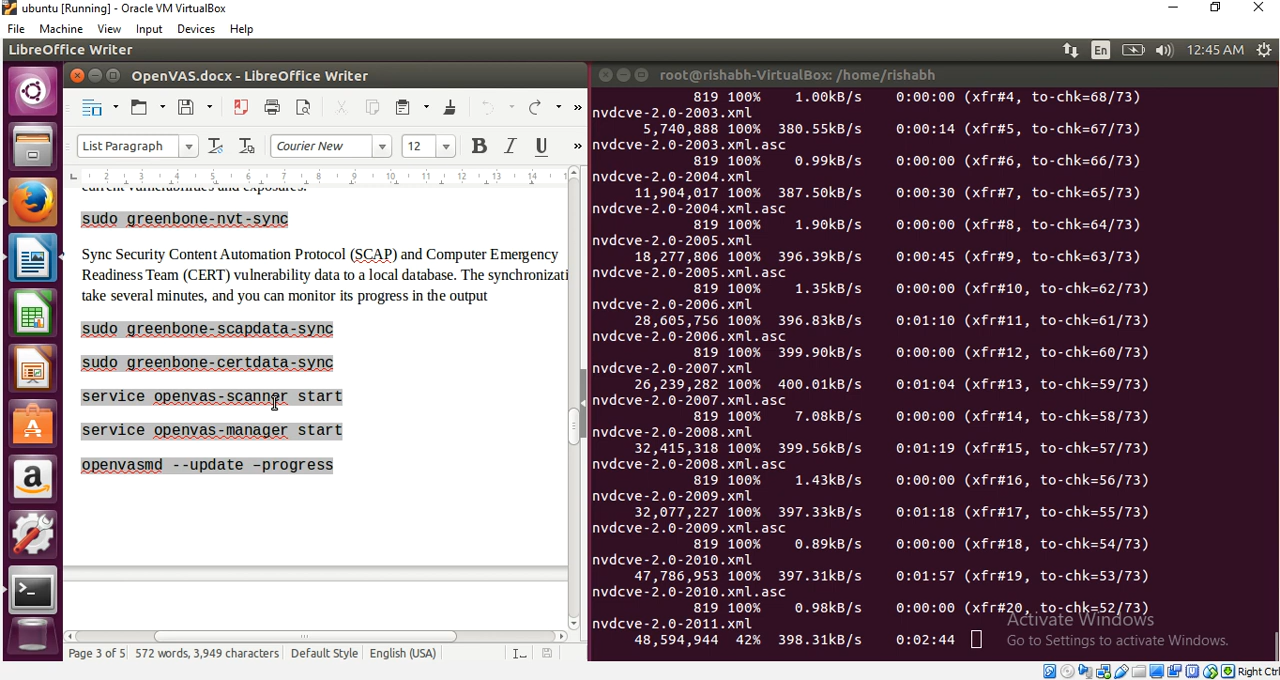 ubuntu [Running] - Oracle VM VirtualBox
File Machine View Input Devices Help
LibreOffice Writer
En
12:45 AM
OpenVAS.docx - LibreOffice Writer
List Paragraph
Courier New
12
B I U
1 2 3 4 5 6 7 8 9 10 11 12 13 14
current vulnerabilities and exposures.
sudo greenbone-nvt-sync
Sync Security Content Automation Protocol (SCAP) and Computer Emergency
Readiness Team (CERT) vulnerability data to a local database. The synchronizati
take several minutes, and you can monitor its progress in the output
sudo greenbone-scapdata-sync
sudo greenbone-certdata-sync
service openvas-scanner start
service openvas-manager start
openvasmd --update –progress
Page 3 of 5 572 words, 3,949 characters Default Style English (USA)
root@rishabh-VirtualBox: /home/rishabh
819 100% 1.00kB/s 0:00:00 (xfr#4, to-chk=68/73)
nvdcve-2.0-2003.xml
5,740,888 100% 380.55kB/s 0:00:14 (xfr#5, to-chk=67/73)
nvdcve-2.0-2003.xml.asc
819 100% 0.99kB/s 0:00:00 (xfr#6, to-chk=66/73)
nvdcve-2.0-2004.xml
11,904,017 100% 387.50kB/s 0:00:30 (xfr#7, to-chk=65/73)
nvdcve-2.0-2004.xml.asc
819 100% 1.90kB/s 0:00:00 (xfr#8, to-chk=64/73)
nvdcve-2.0-2005.xml
18,277,806 100% 396.39kB/s 0:00:45 (xfr#9, to-chk=63/73)
nvdcve-2.0-2005.xml.asc
819 100% 1.35kB/s 0:00:00 (xfr#10, to-chk=62/73)
nvdcve-2.0-2006.xml
28,605,756 100% 396.83kB/s 0:01:10 (xfr#11, to-chk=61/73)
nvdcve-2.0-2006.xml.asc
819 100% 399.90kB/s 0:00:00 (xfr#12, to-chk=60/73)
nvdcve-2.0-2007.xml
26,239,282 100% 400.01kB/s 0:01:04 (xfr#13, to-chk=59/73)
nvdcve-2.0-2007.xml.asc
819 100% 7.08kB/s 0:00:00 (xfr#14, to-chk=58/73)
nvdcve-2.0-2008.xml
32,415,318 100% 399.56kB/s 0:01:19 (xfr#15, to-chk=57/73)
nvdcve-2.0-2008.xml.asc
819 100% 1.43kB/s 0:00:00 (xfr#16, to-chk=56/73)
nvdcve-2.0-2009.xml
32,077,227 100% 397.33kB/s 0:01:18 (xfr#17, to-chk=55/73)
nvdcve-2.0-2009.xml.asc
819 100% 0.89kB/s 0:00:00 (xfr#18, to-chk=54/73)
nvdcve-2.0-2010.xml
47,786,953 100% 397.31kB/s 0:01:57 (xfr#19, to-chk=53/73)
nvdcve-2.0-2010.xml.asc
819 100% 0.98kB/s 0:00:00 (xfr#20, to-chk=52/73)
nvdcve-2.0-2011.xml
48,594,944 42% 398.31kB/s 0:02:44
Activate Windows
Go to Settings to activate Windows.
Right Ctrl